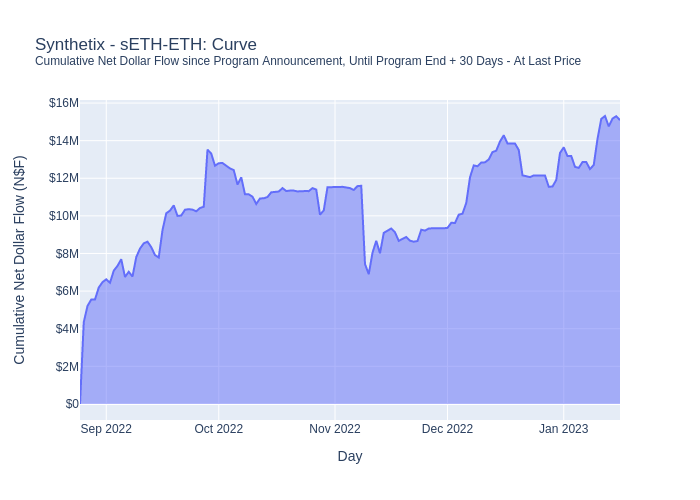 Synthetix - sETH-ETH: Curve
Cumulative Net Dollar Flow since Program Announcement, Until Program End + 30 Days - At Last Price
$16M
$14M
$12M
$10M
$8M
$6M
$4M
$2M
$0
Cumulative Net Dollar Flow (N$F)
Sep 2022
Oct 2022
Nov 2022
Dec 2022
Jan 2023
Day